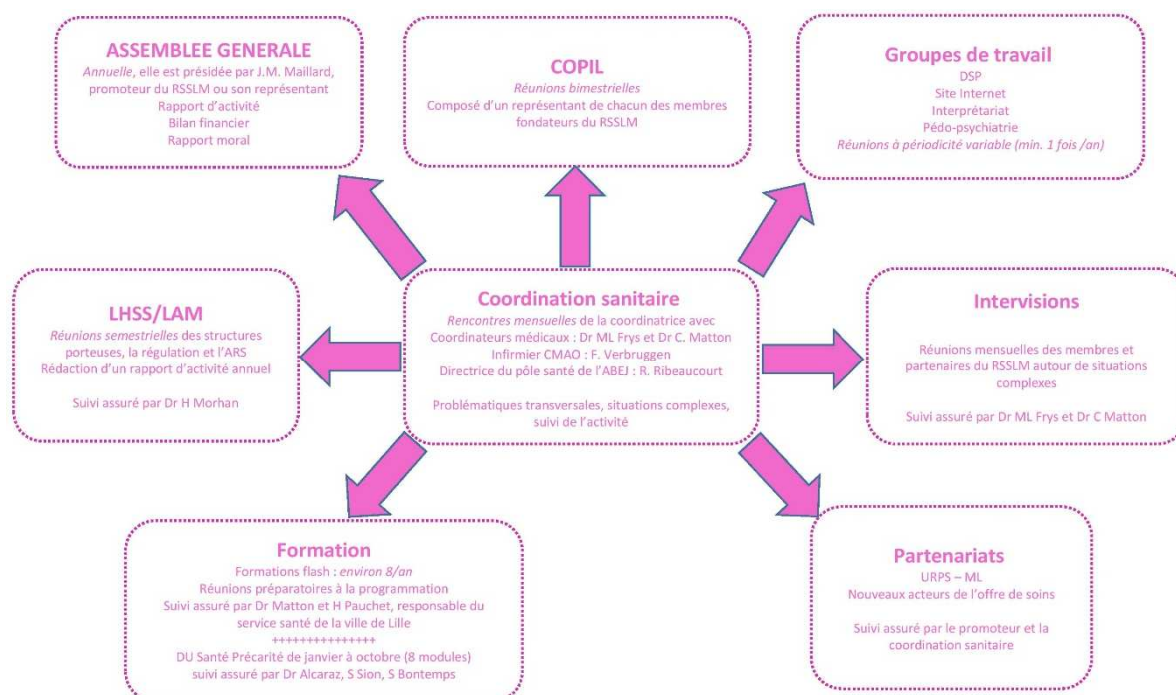 ASSEMBLEE GENERALE
Annuelle, elle est présidée par J.M. Maillard,
promoteur du RSSLM ou son représentant
Rapport d'activité
Bilan financier
Rapport moral
COPIL
Réunions bimestrielles
Composé d'un représentant de chacun des membres
fondateurs du RSSLM
Groupes de travail
DSP
Site Internet
Interprétariat
Pédo-psychiatrie
Réunions à périodicité variable (min. 1 fois /an)
LHSS/LAM
Réunions semestrielles des structures
porteuses, la régulation et l'ARS
Rédaction d'un rapport d'activité annuel
Suivi assuré par Dr H Morhan
Coordination sanitaire
Rencontres mensuelles de la coordinatrice avec
Coordinateurs médicaux : Dr ML Frys et Dr C. Matton
Infirmier CMAO : F. Verbruggen
Directrice du pôle santé de l'ABEJ : R. Ribeaucourt
Problématiques transversales, situations complexes,
suivi de l'activité
Intervisions
Réunions mensuelles des membres et
partenaires du RSSLM autour de situations
complexes
Suivi assuré par Dr ML Frys et Dr C Matton
Formation
Formations flash : environ 8/an
Réunions préparatoires à la programmation
Suivi assuré par Dr Matton et H Pauchet, responsable du
service santé de la ville de Lille
+++++++++++++++
DU Santé Précarité de janvier à octobre (8 modules)
suivi assuré par Dr Alcaraz, S Sion, S Bontemps
Partenariats
URPS – ML
Nouveaux acteurs de l'offre de soins
Suivi assuré par le promoteur et la
coordination sanitaire